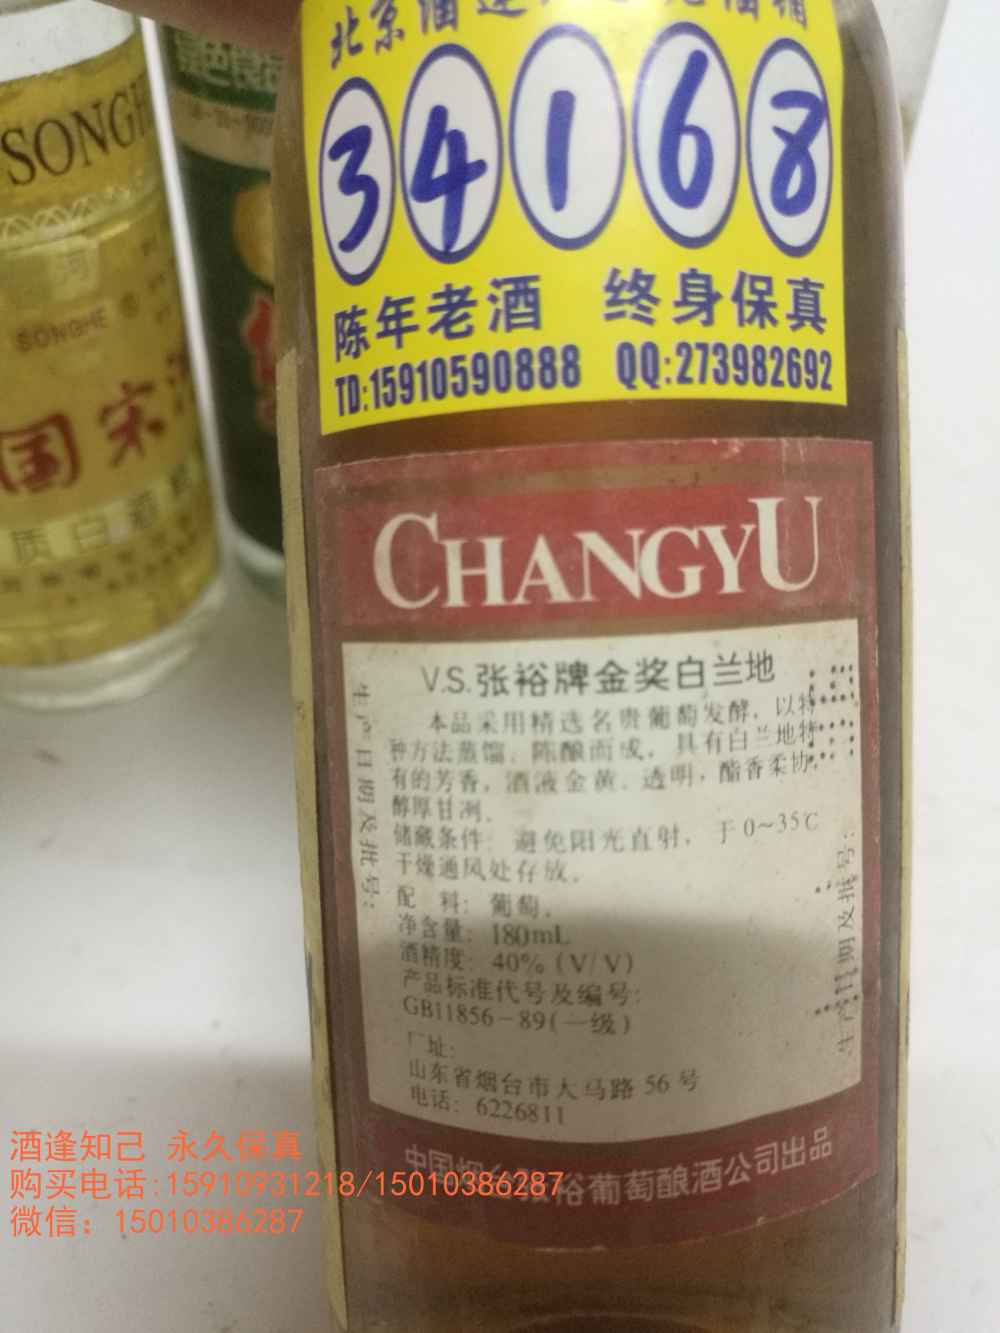 34168
陈年老酒 终身保真
TD:15910590888 QQ:273982692
SONGHE
国宋
CHANGYU
V.S.张裕牌金奖白兰地
本品采用精选名贵葡萄发酵，以特
种方法蒸馏、陈酿而成，具有白兰地特
有的芳香，酒液金黄、透明，酯香柔协，
醇厚甘冽。
储藏条件：避免阳光直射，于0~35℃
干燥通风处存放。
配 料：葡萄。
净含量：180mL
酒精度：40%(V/V)
产品标准代号及编号：
GB11856-89(一级)
厂址：
山东省烟台市大马路56号
电话：6226811
生产日期及批号：
生产日期及批号：
中国烟台张裕葡萄酿酒公司出品
酒逢知己 永久保真
购买电话:15910931218/15010386287
微信：15010386287